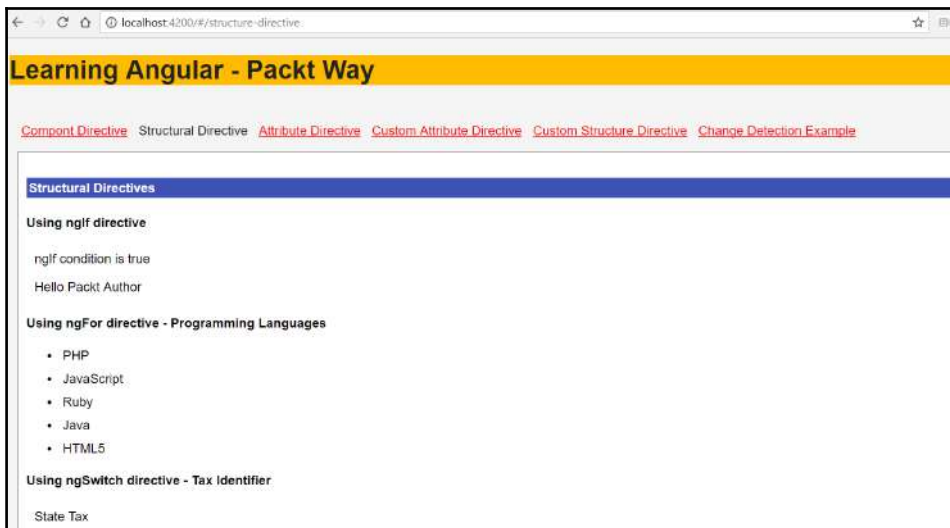 localhost:4200/#/structure-directive
Learning Angular - Packt Way
Compont Directive Structural Directive Attribute Directive Custom Attribute Directive Custom Structure Directive Change Detection Example
Structural Directives
Using ngIf directive
ngIf condition is true
Hello Packt Author
Using ngFor directive - Programming Languages
• PHP
• JavaScript
• Ruby
• Java
• HTML5
Using ngSwitch directive - Tax Identifier
State Tax